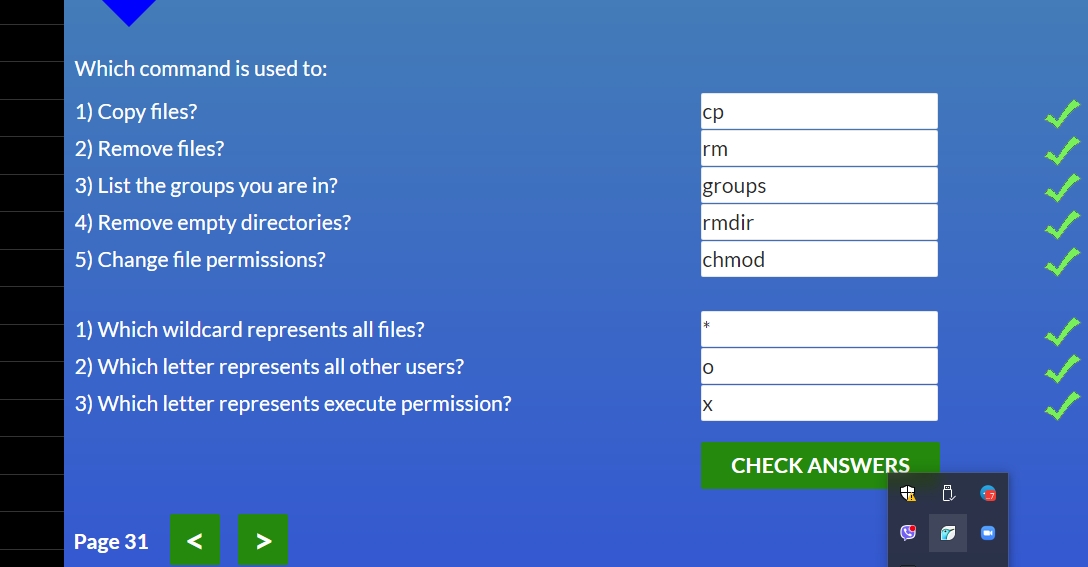 Which command is used to:
1) Copy files? cp
2) Remove files? rm
3) List the groups you are in? groups
4) Remove empty directories? rmdir
5) Change file permissions? chmod
1) Which wildcard represents all files? *
2) Which letter represents all other users? o
3) Which letter represents execute permission? x
CHECK ANSWERS
Page 31 < >